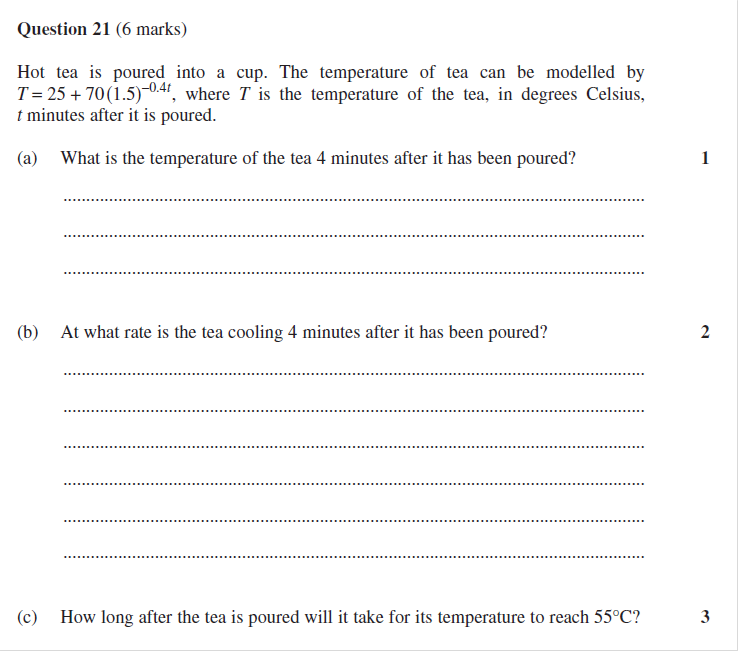 Question 21 (6 marks)
Hot tea is poured into a cup. The temperature of tea can be modelled by
T = 25 + 70(1.5)^−0.4t, where T is the temperature of the tea, in degrees Celsius,
t minutes after it is poured.
(a) What is the temperature of the tea 4 minutes after it has been poured? 1
(b) At what rate is the tea cooling 4 minutes after it has been poured? 2
(c) How long after the tea is poured will it take for its temperature to reach 55°C? 3